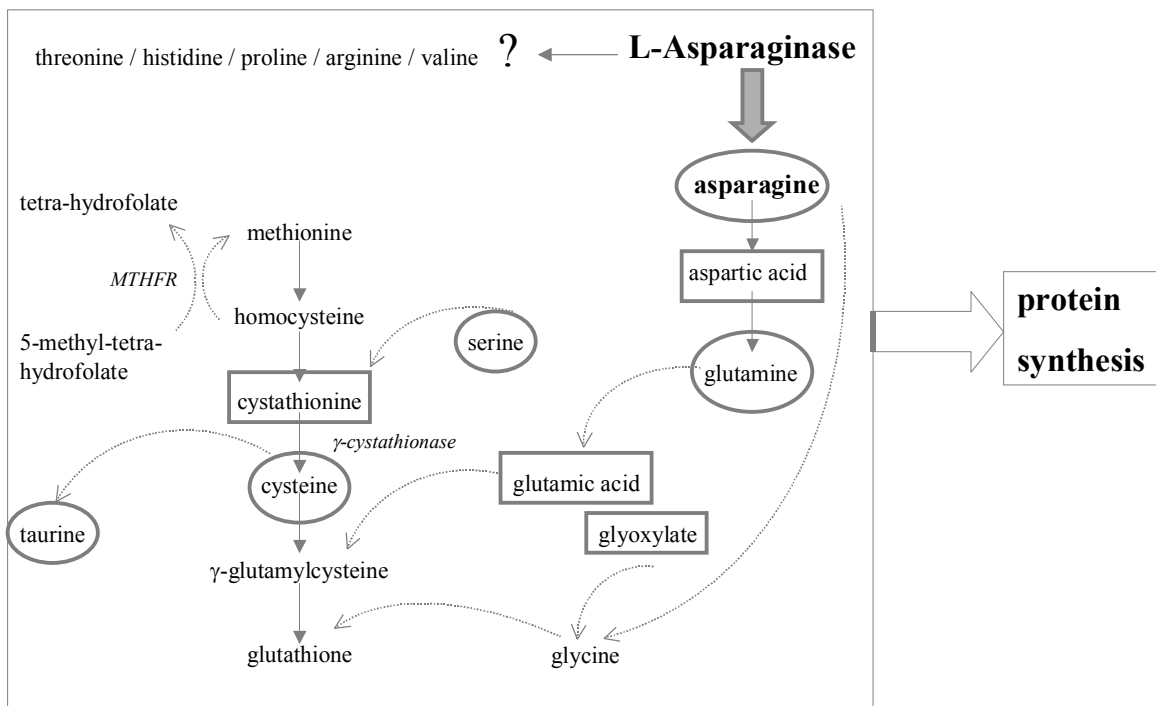 threonine / histidine / proline / arginine / valine ? L-Asparaginase
asparagine
tetra-hydrofolate
methionine
aspartic acid
MTHFR
protein
synthesis
homocysteine
serine
5-methyl-tetra-
hydrofolate
glutamine
cystathionine
γ-cystathionase
cysteine
glutamic acid
taurine
glyoxylate
γ-glutamylcysteine
glutathione
glycine